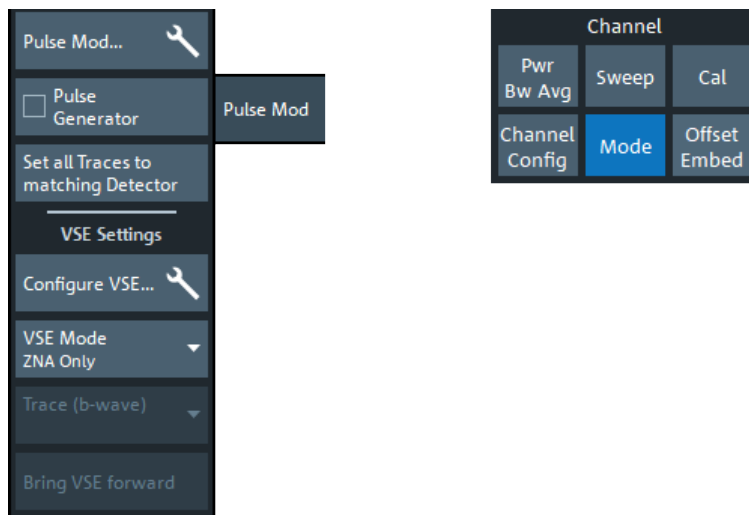 Pulse Mod...
Pulse
Generator
Pulse Mod
Set all Traces to
matching Detector
VSE Settings
Configure VSE...
VSE Mode
ZNA Only
Trace (b-wave)
Bring VSE forward
Channel
Pwr
Bw Avg
Sweep
Cal
Channel
Config
Mode
Offset
Embed